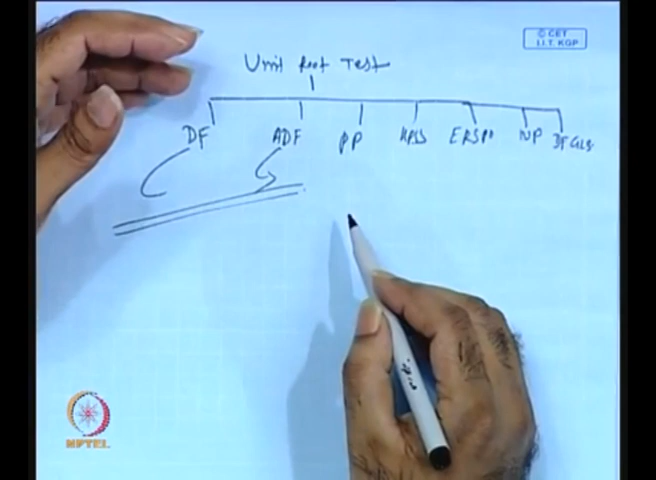 © CET
I.I.T. KGP
Unit Root Test
DF ADF PP KPSS ERSPO NP DFGLS
NPTEL